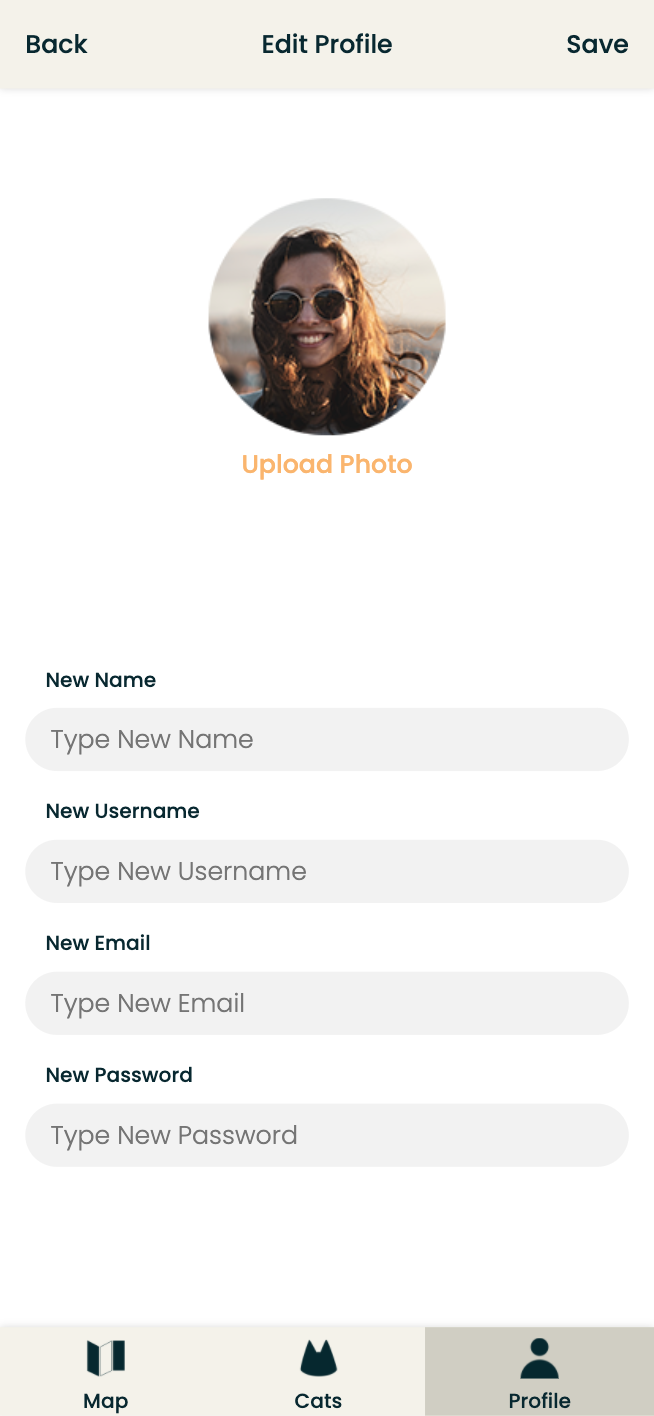 Back Edit Profile Save
Upload Photo
New Name
Type New Name
New Username
Type New Username
New Email
Type New Email
New Password
Type New Password
Map Cats Profile